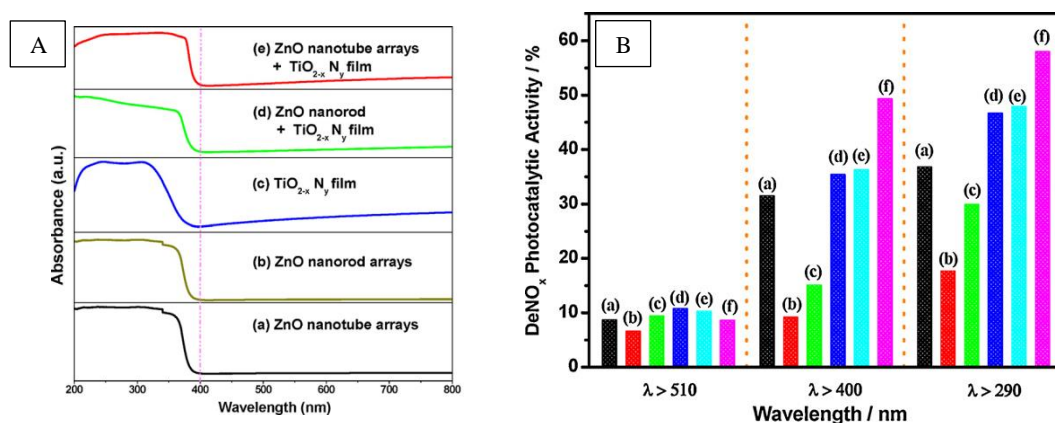 A
(e) ZnO nanotube arrays
+ TiO2-x Ny film
(d) ZnO nanorod
+ TiO2-x Ny film
(c) TiO2-x Ny film
(b) ZnO nanorod arrays
(a) ZnO nanotube arrays
Absorbance (a.u.)
200 300 400 500 600 700 800
Wavelength (nm)
B
DeNOx Photocatalytic Activity / %
60
50
40
30
20
10
0
(a) (b) (c) (d) (e) (f)
(a) (b) (c) (d) (e) (f)
(a) (b) (c) (d) (e) (f)
λ > 510 λ > 400 λ > 290
Wavelength / nm